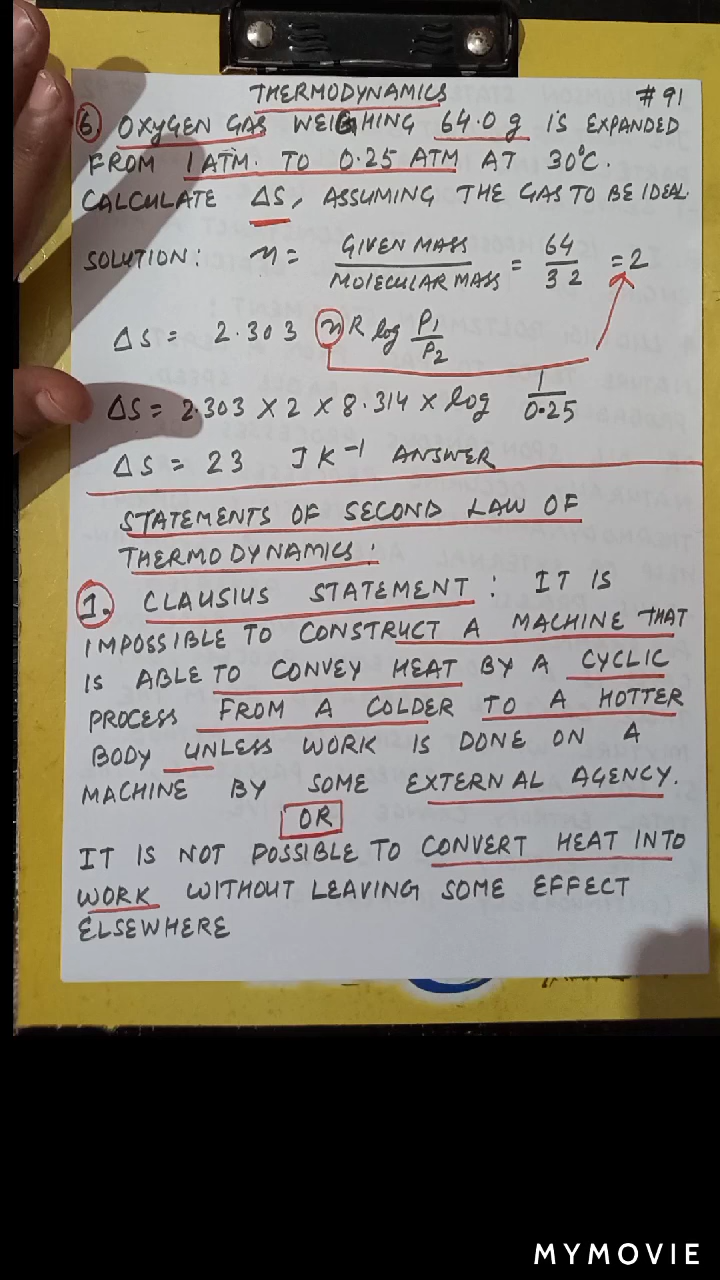 THERMODYNAMICS #91
6. OXYGEN GAS WEIGHING 64.0 g IS EXPANDED
FROM 1 ATM. TO 0.25 ATM AT 30°C.
CALCULATE ΔS, ASSUMING THE GAS TO BE IDEAL.
SOLUTION: n = GIVEN MASS / MOLECULAR MASS = 64 / 32 = 2
ΔS = 2.303 nR log P1 / P2
ΔS = 2.303 × 2 × 8.314 × log 1 / 0.25
ΔS = 23 J K⁻¹ ANSWER
STATEMENTS OF SECOND LAW OF
THERMODYNAMICS:
1. CLAUSIUS STATEMENT: IT IS
IMPOSSIBLE TO CONSTRUCT A MACHINE THAT
IS ABLE TO CONVEY HEAT BY A CYCLIC
PROCESS FROM A COLDER TO A HOTTER
BODY UNLESS WORK IS DONE ON A
MACHINE BY SOME EXTERNAL AGENCY.
OR
IT IS NOT POSSIBLE TO CONVERT HEAT INTO
WORK WITHOUT LEAVING SOME EFFECT
ELSEWHERE
MYMOVIE